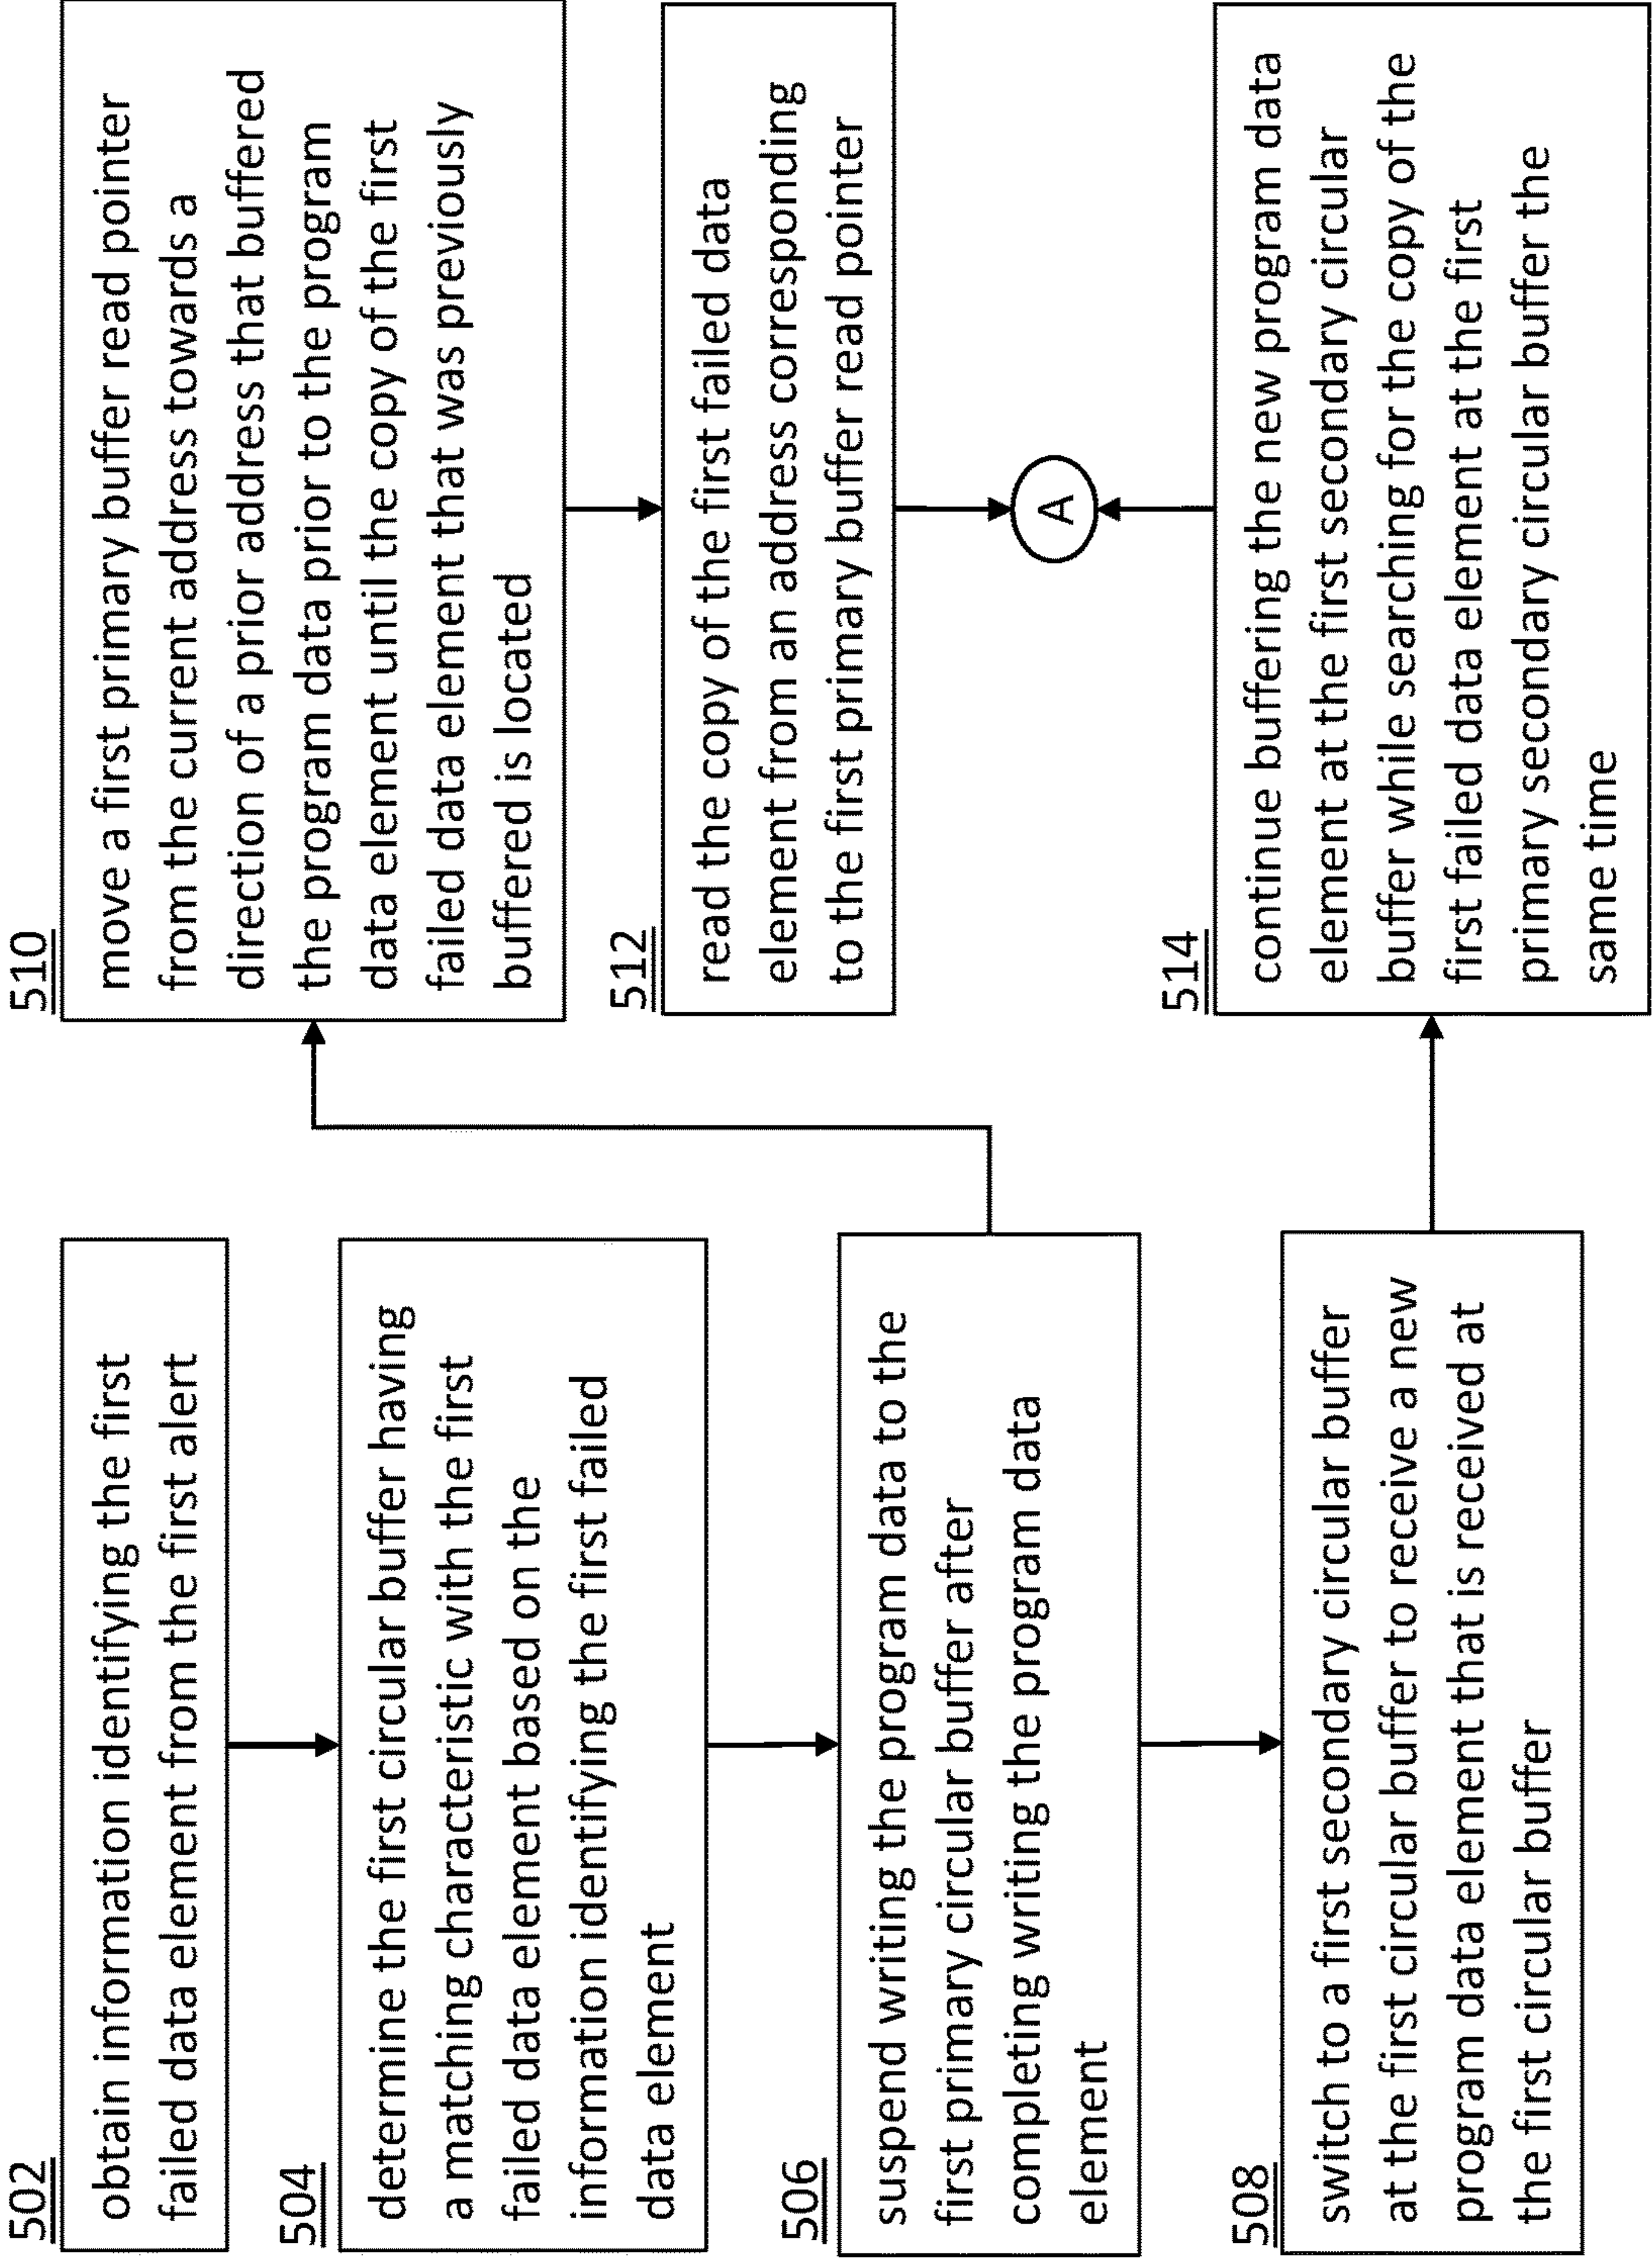 502
obtain information identifying the first
failed data element from the first alert
504
determine the first circular buffer having
a matching characteristic with the first
failed data element based on the
information identifying the first failed
data element
506
suspend writing the program data to the
first primary circular buffer after
completing writing the program data
element
508
switch to a first secondary circular buffer
at the first circular buffer to receive a new
program data element that is received at
the first circular buffer
510
move a first primary buffer read pointer
from the current address towards a
direction of a prior address that buffered
the program data prior to the program
data element until the copy of the first
failed data element that was previously
buffered is located
512
read the copy of the first failed data
element from an address corresponding
to the first primary buffer read pointer
A
514
continue buffering the new program data
element at the first secondary circular
buffer while searching for the copy of the
first failed data element at the first
primary secondary circular buffer the
same time